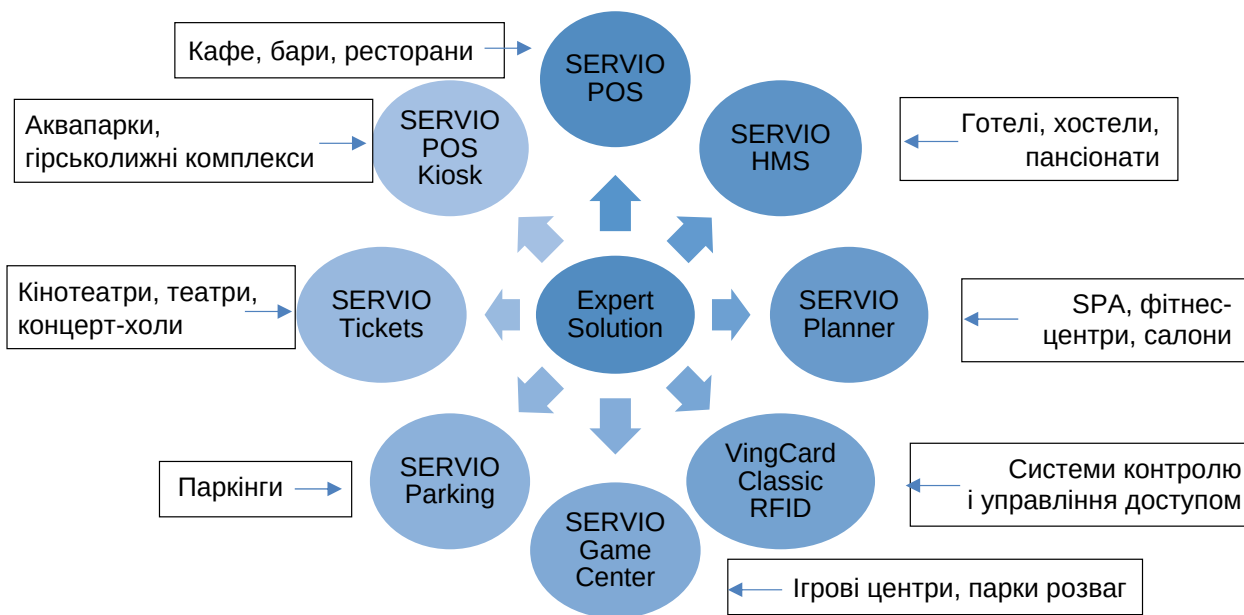 Кафе, бари, ресторани
SERVIO
POS
Аквапарки,
гірськолижні комплекси
SERVIO
POS
Kiosk
SERVIO
HMS
Готелі, хостели,
пансіонати
Кінотеатри, театри,
концерт-холи
SERVIO
Tickets
Expert
Solution
SERVIO
Planner
SPA, фітнес-
центри, салони
Паркінги
SERVIO
Parking
SERVIO
Game
Center
VingCard
Classic
RFID
Системи контролю
і управління доступом
Ігрові центри, парки розваг